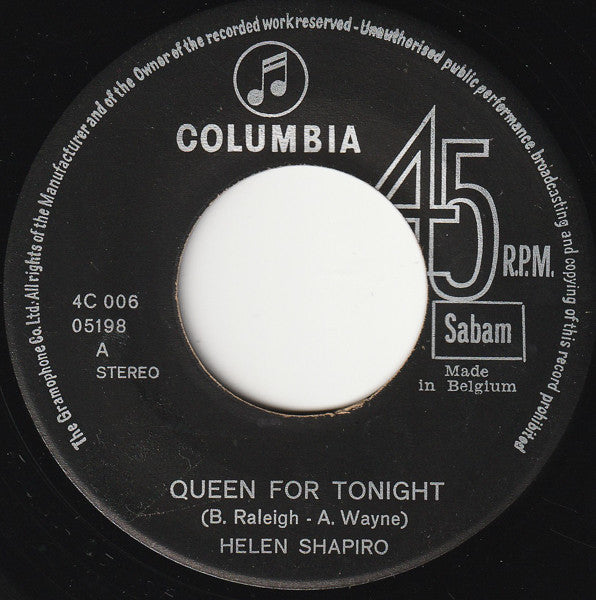 The Gramophone Co. Ltd. All rights of the Manufacturer and of the Owner of the recorded work reserved - Unauthorised public performance broadcasting and copying of this record prohibited
COLUMBIA
45
R.P.M.
4C 006
05198
A
STEREO
Sabam
Made
in Belgium
QUEEN FOR TONIGHT
(B. Raleigh - A. Wayne)
HELEN SHAPIRO